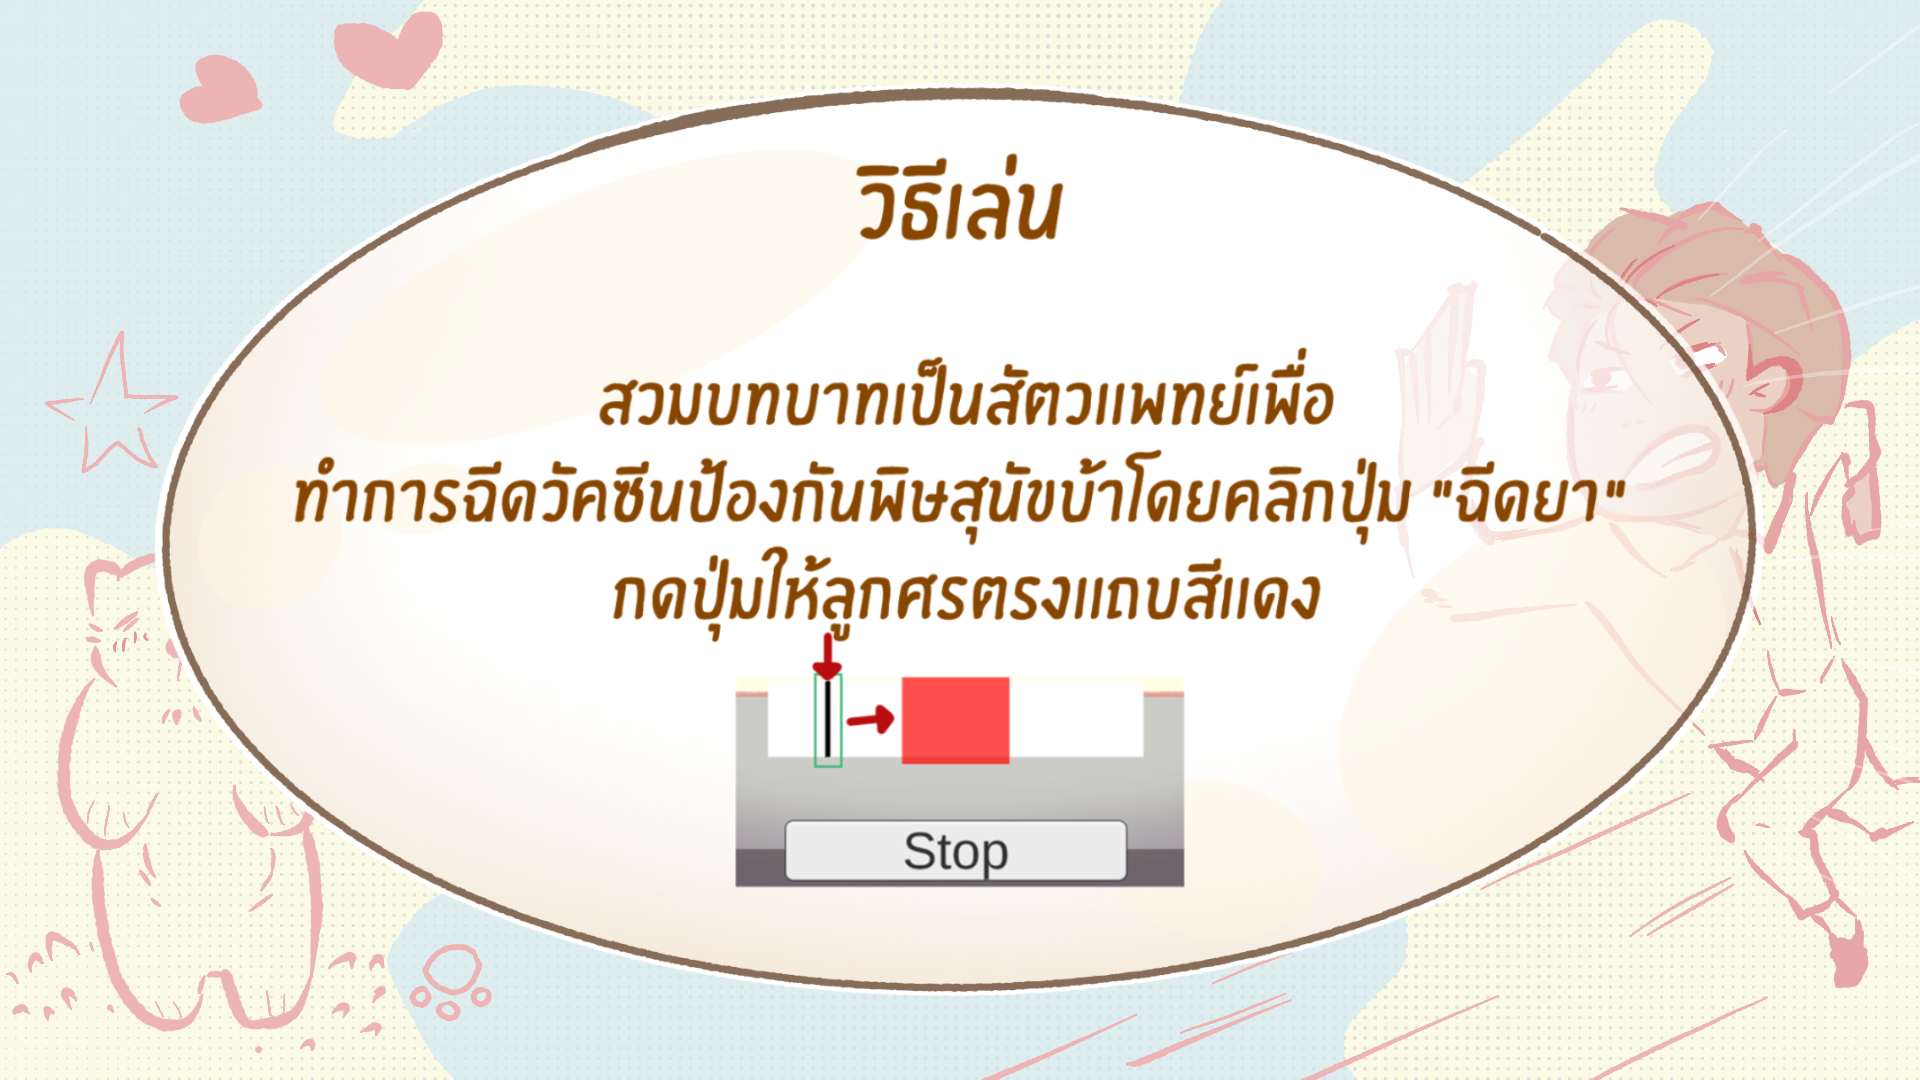 วิธีเล่น
สวมบทบาทเป็นสัตวแพทย์เพื่อ
ทำการฉีดวัคซีนป้องกันพิษสุนัขบ้าโดยคลิกปุ่ม "ฉีดยา"
กดปุ่มให้ลูกศรตรงแถบสีแดง
Stop